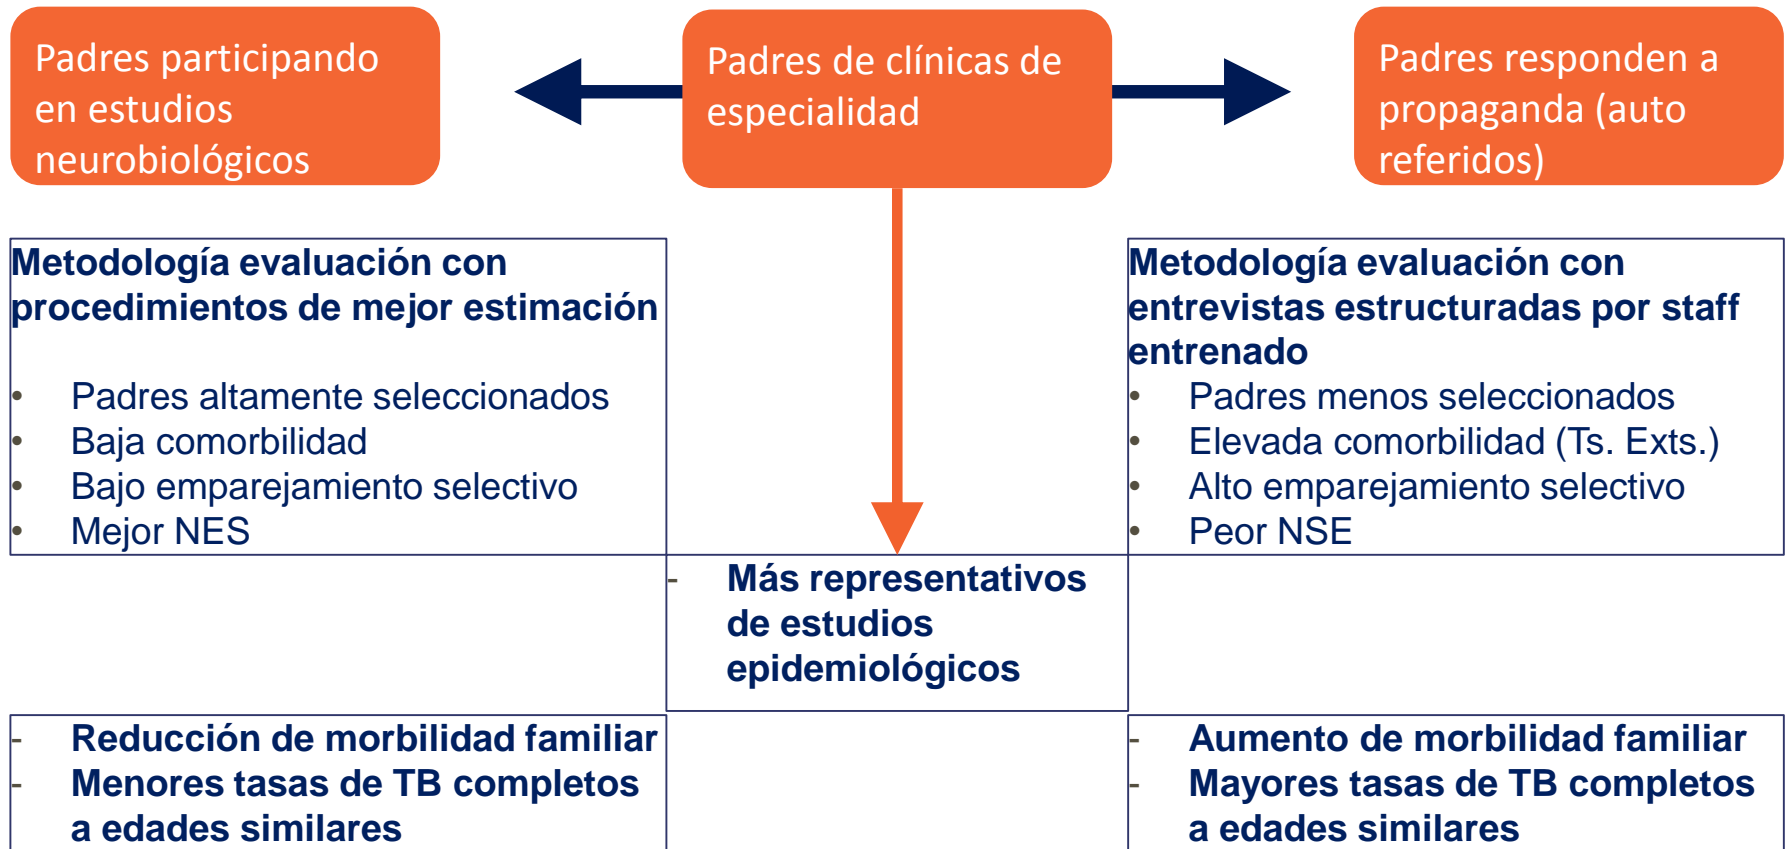 Padres participando
en estudios
neurobiológicos
Padres de clínicas de
especialidad
Padres responden a
propaganda (auto
referidos)
Metodología evaluación con
procedimientos de mejor estimación
• Padres altamente seleccionados
• Baja comorbilidad
• Bajo emparejamiento selectivo
• Mejor NES
Metodología evaluación con
entrevistas estructuradas por staff
entrenado
• Padres menos seleccionados
• Elevada comorbilidad (Ts. Exts.)
• Alto emparejamiento selectivo
• Peor NSE
- Más representativos
de estudios
epidemiológicos
- Reducción de morbilidad familiar
- Menores tasas de TB completos
a edades similares
- Aumento de morbilidad familiar
- Mayores tasas de TB completos
a edades similares